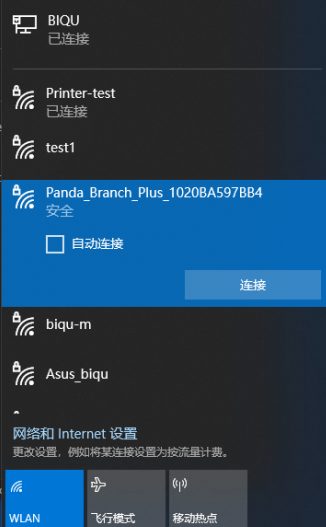 BIQU
已连接
Printer-test
已连接
test1
Panda_Branch_Plus_1020BA597BB4
安全
自动连接
连接
biqu-m
Asus_biqu
网络和 Internet 设置
更改设置，例如将某连接设置为按流量计费。
WLAN
飞行模式
移动热点